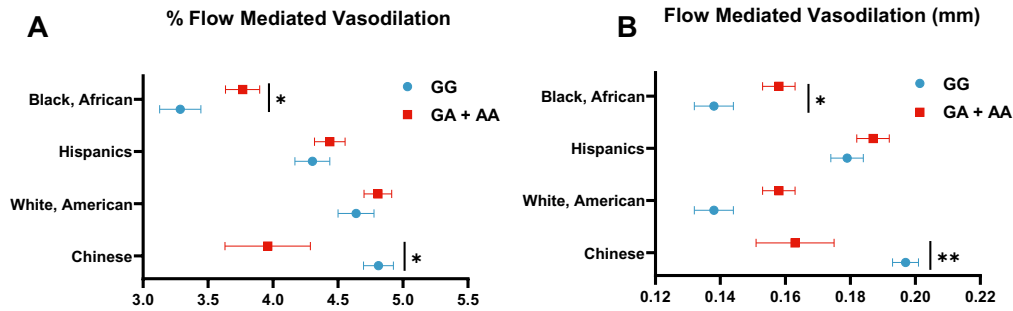 A
% Flow Mediated Vasodilation
GG
GA + AA
Black, African
*
Hispanics
White, American
Chinese
*
3.0 3.5 4.0 4.5 5.0 5.5
B
Flow Mediated Vasodilation (mm)
GG
GA + AA
Black, African
*
Hispanics
White, American
Chinese
**
0.12 0.14 0.16 0.18 0.20 0.22